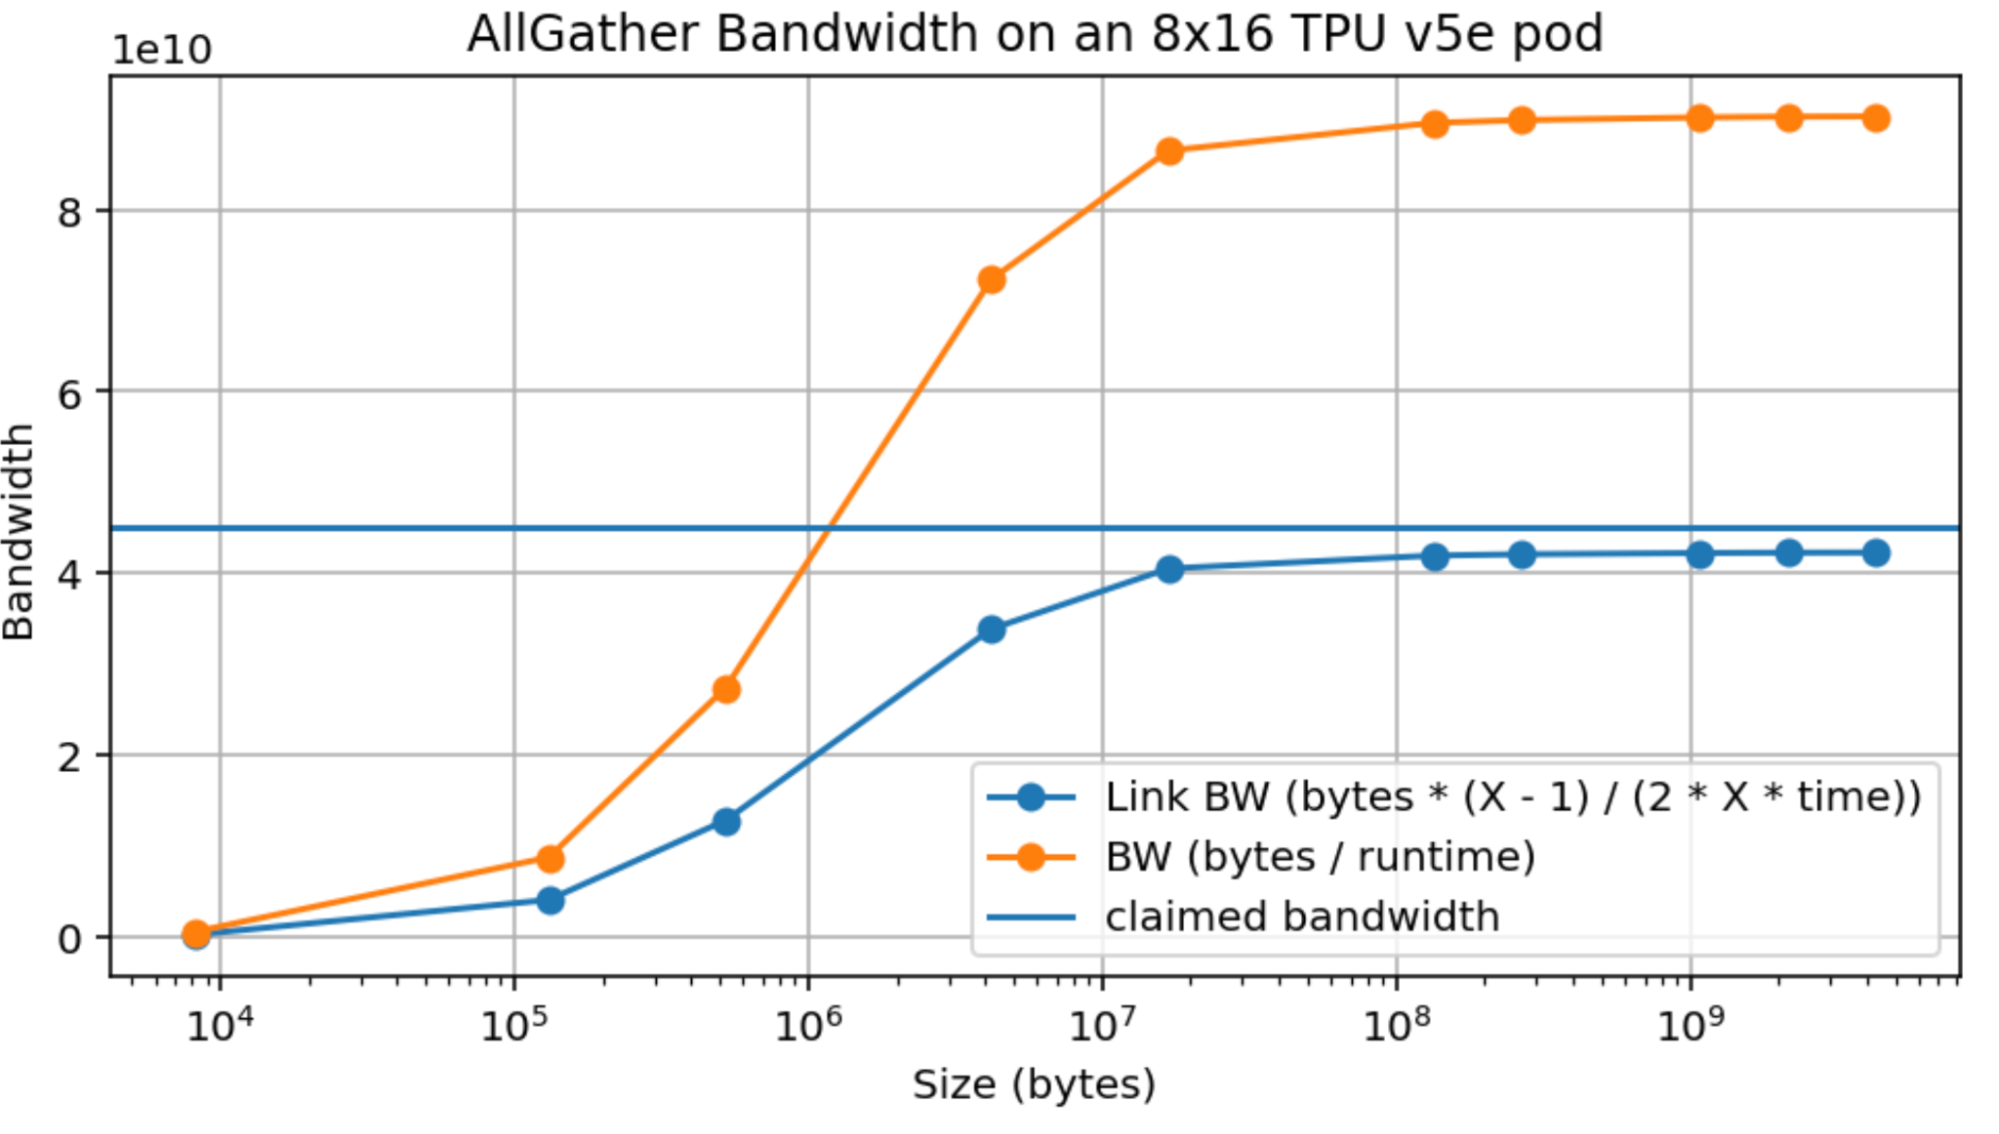 AllGather Bandwidth on an 8x16 TPU v5e pod
1e10
8
6
4
2
0
Bandwidth
Link BW (bytes * (X - 1) / (2 * X * time))
BW (bytes / runtime)
claimed bandwidth
10⁴ 10⁵ 10⁶ 10⁷ 10⁸ 10⁹
Size (bytes)